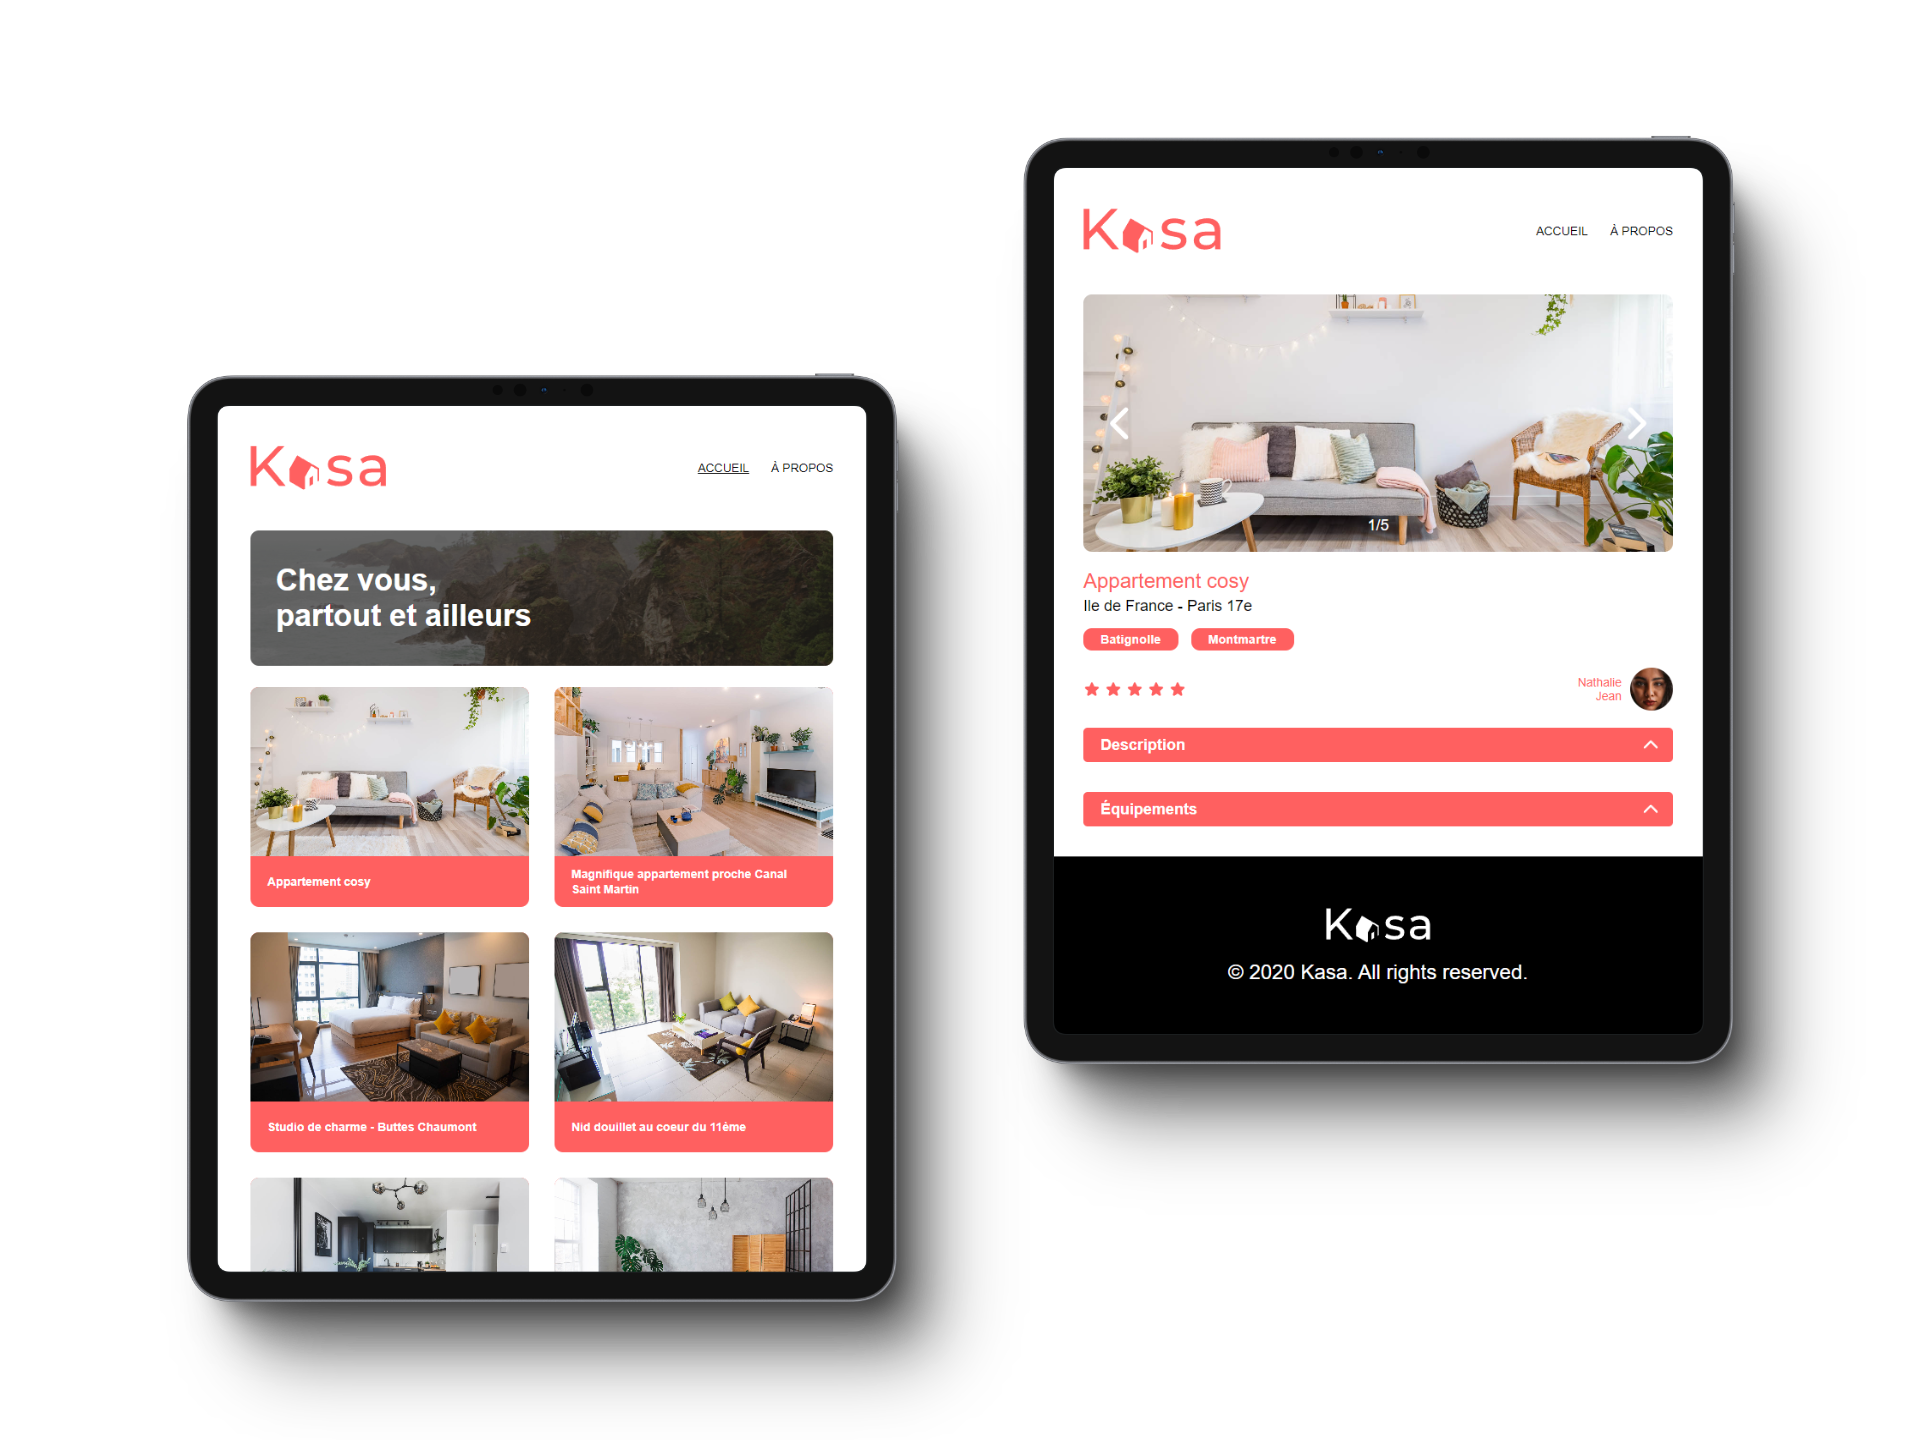 Kasa
ACCUEIL À PROPOS
Chez vous,
partout et ailleurs
Appartement cosy
Magnifique appartement proche Canal
Saint Martin
Studio de charme - Buttes Chaumont
Nid douillet au coeur du 11ème
Kasa
ACCUEIL À PROPOS
1/5
Appartement cosy
Ile de France - Paris 17e
Batignolle Montmartre
Nathalie
Jean
Description
Équipements
Kasa
© 2020 Kasa. All rights reserved.